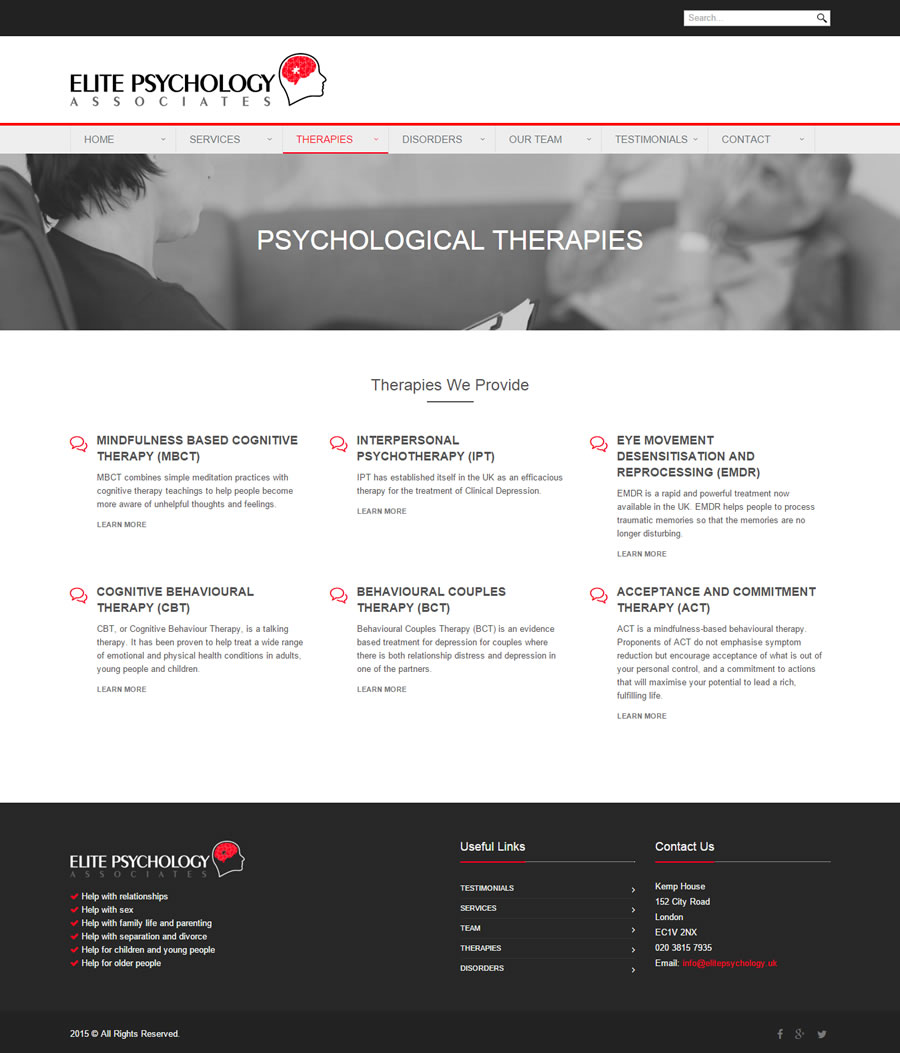 Search...
ELITE PSYCHOLOGY
ASSOCIATES
HOME
SERVICES
THERAPIES
DISORDERS
OUR TEAM
TESTIMONIALS
CONTACT
PSYCHOLOGICAL THERAPIES
Therapies We Provide
MINDFULNESS BASED COGNITIVE
THERAPY (MBCT)
MBCT combines simple meditation practices with
cognitive therapy teachings to help people become
more aware of unhelpful thoughts and feelings.
LEARN MORE
INTERPERSONAL
PSYCHOTHERAPY (IPT)
IPT has established itself in the UK as an efficacious
therapy for the treatment of Clinical Depression.
LEARN MORE
EYE MOVEMENT
DESENSITISATION AND
REPROCESSING (EMDR)
EMDR is a rapid and powerful treatment now
available in the UK. EMDR helps people to process
traumatic memories so that the memories are no
longer disturbing.
LEARN MORE
COGNITIVE BEHAVIOURAL
THERAPY (CBT)
CBT, or Cognitive Behaviour Therapy, is a talking
therapy. It has been proven to help treat a wide range
of emotional and physical health conditions in adults,
young people and children.
LEARN MORE
BEHAVIOURAL COUPLES
THERAPY (BCT)
Behavioural Couples Therapy (BCT) is an evidence
based treatment for depression for couples where
there is both relationship distress and depression in
one of the partners.
LEARN MORE
ACCEPTANCE AND COMMITMENT
THERAPY (ACT)
ACT is a mindfulness-based behavioural therapy.
Proponents of ACT do not emphasise symptom
reduction but encourage acceptance of what is out of
your personal control, and a commitment to actions
that will maximise your potential to lead a rich,
fulfilling life.
LEARN MORE
ELITE PSYCHOLOGY
ASSOCIATES
Help with relationships
Help with sex
Help with family life and parenting
Help with separation and divorce
Help for children and young people
Help for older people
Useful Links
TESTIMONIALS
SERVICES
TEAM
THERAPIES
DISORDERS
Contact Us
Kemp House
152 City Road
London
EC1V 2NX
020 3815 7935
Email: info@elitepsychology.uk
2015 © All Rights Reserved.